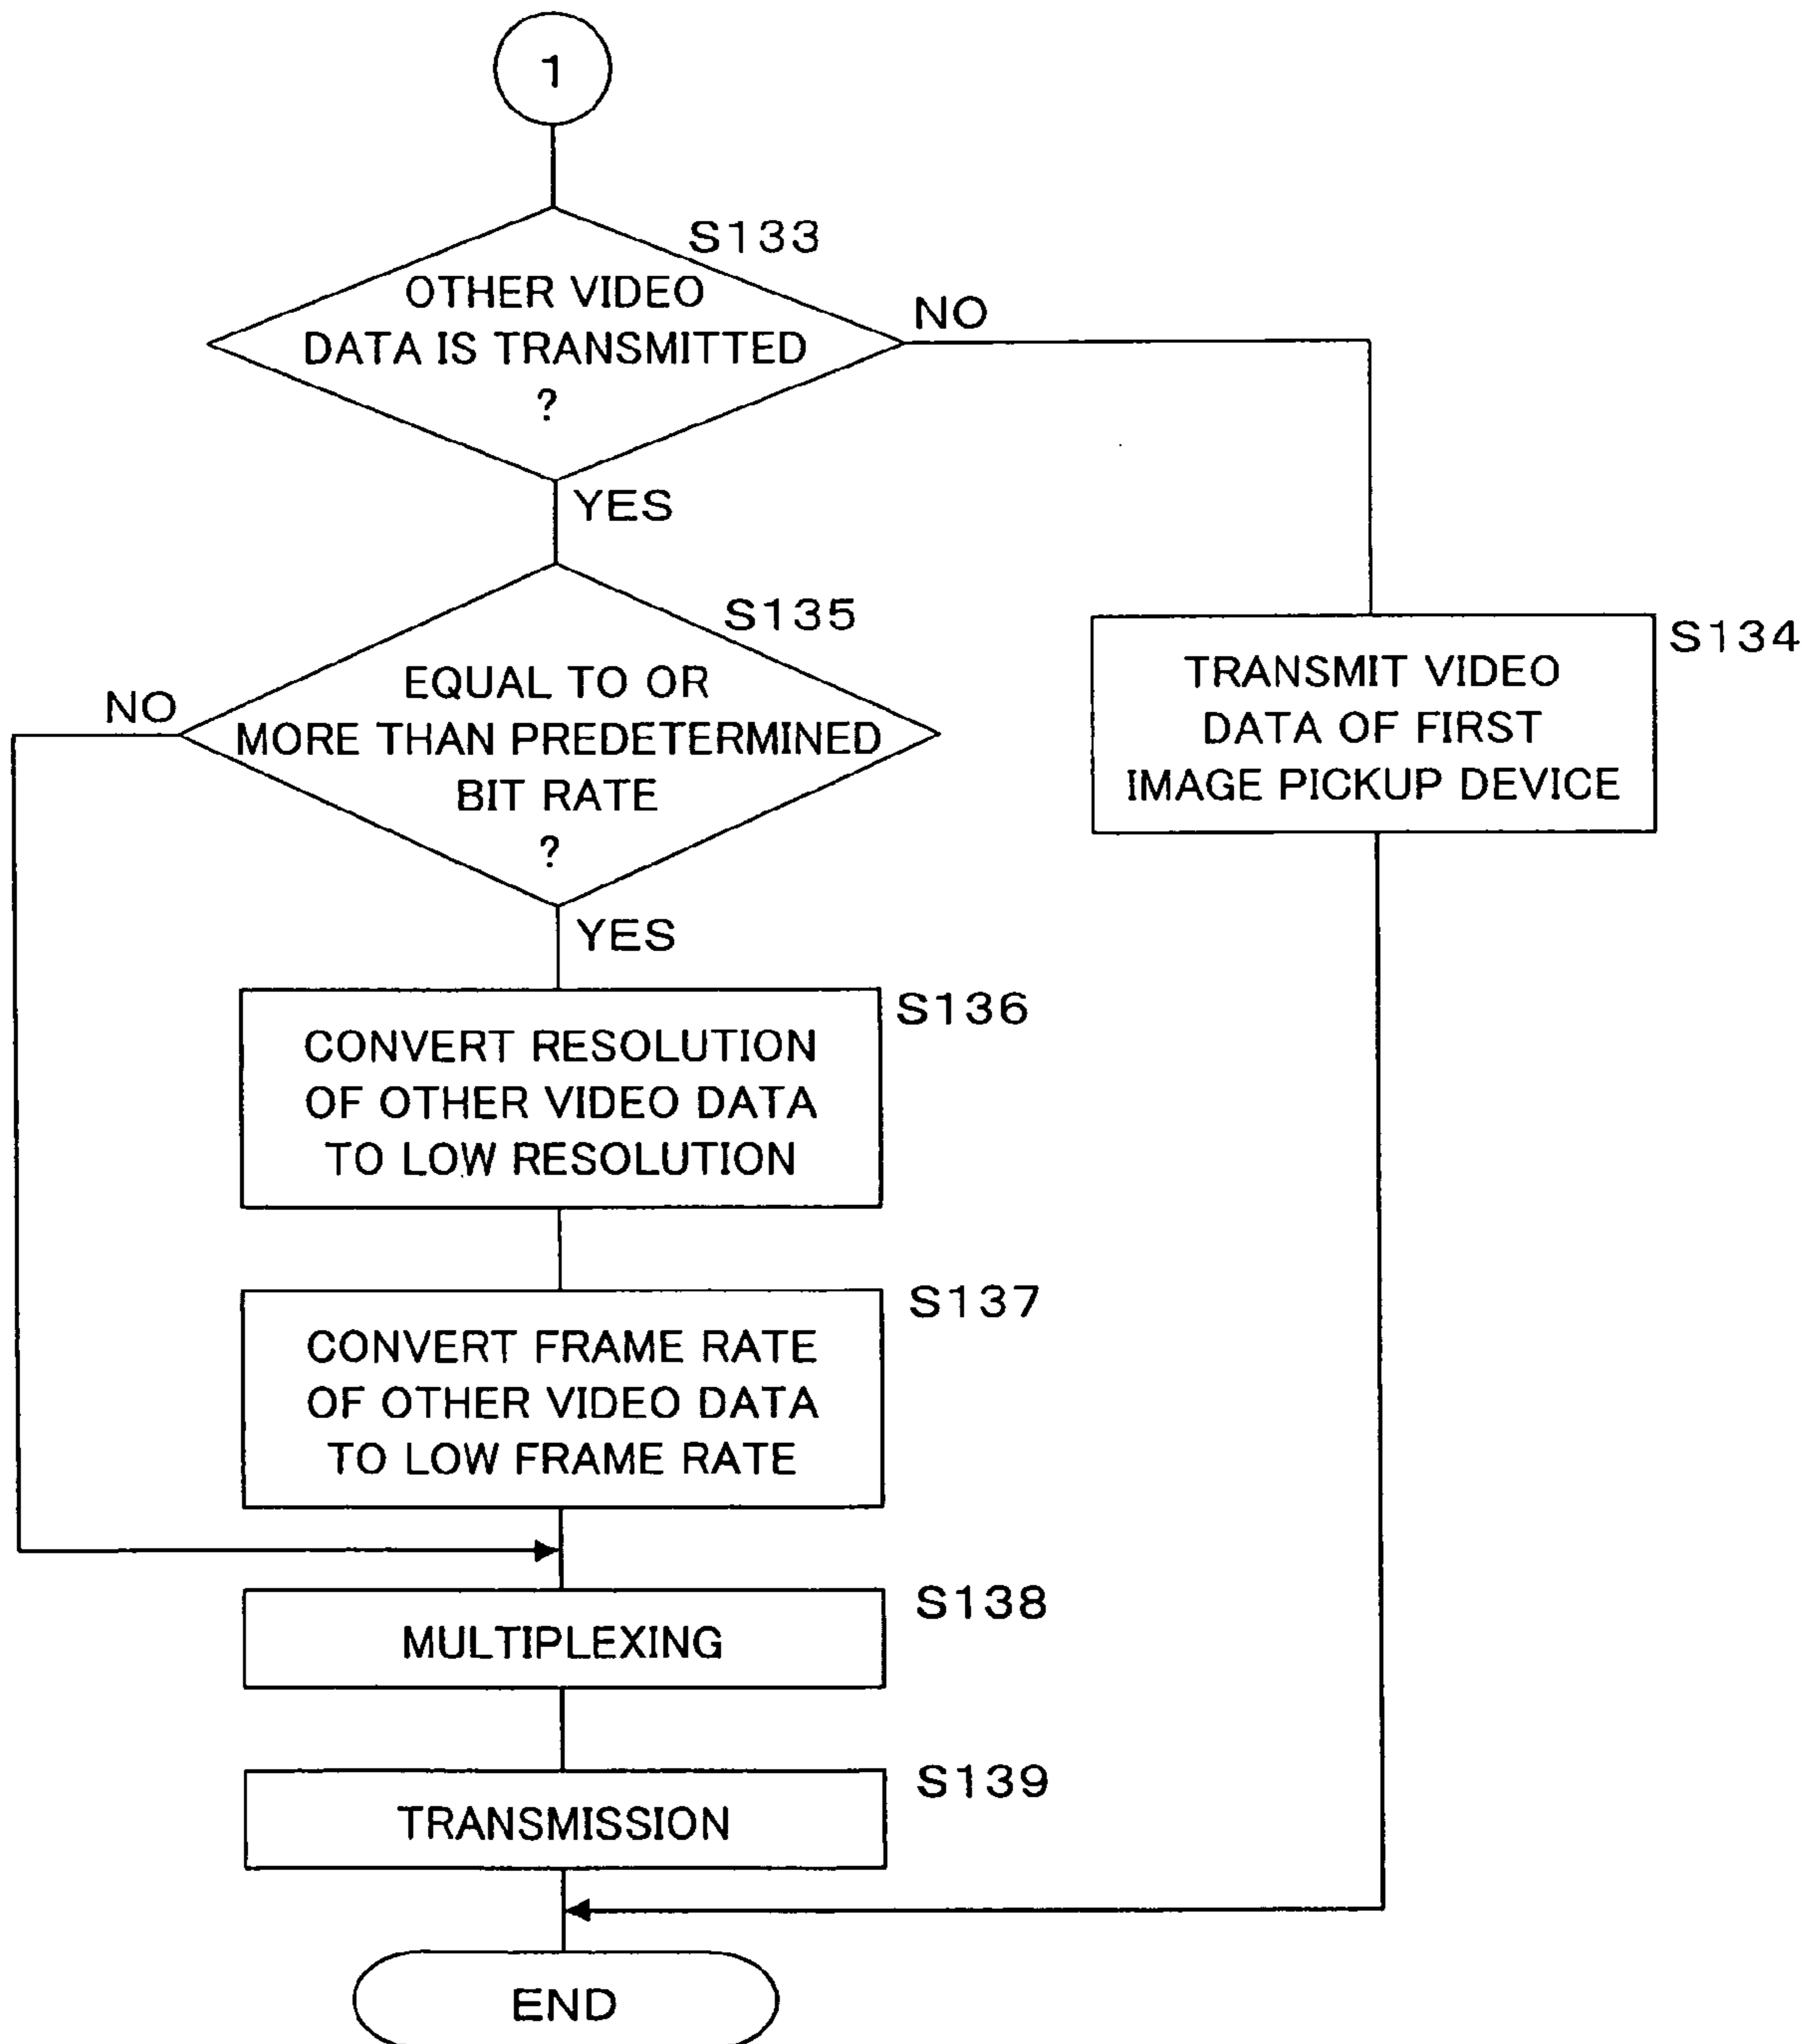 1
S133
OTHER VIDEO
DATA IS TRANSMITTED
?
NO
YES
S134
TRANSMIT VIDEO
DATA OF FIRST
IMAGE PICKUP DEVICE
S135
EQUAL TO OR
MORE THAN PREDETERMINED
BIT RATE
?
NO
YES
S136
CONVERT RESOLUTION
OF OTHER VIDEO DATA
TO LOW RESOLUTION
S137
CONVERT FRAME RATE
OF OTHER VIDEO DATA
TO LOW FRAME RATE
S138
MULTIPLEXING
S139
TRANSMISSION
END